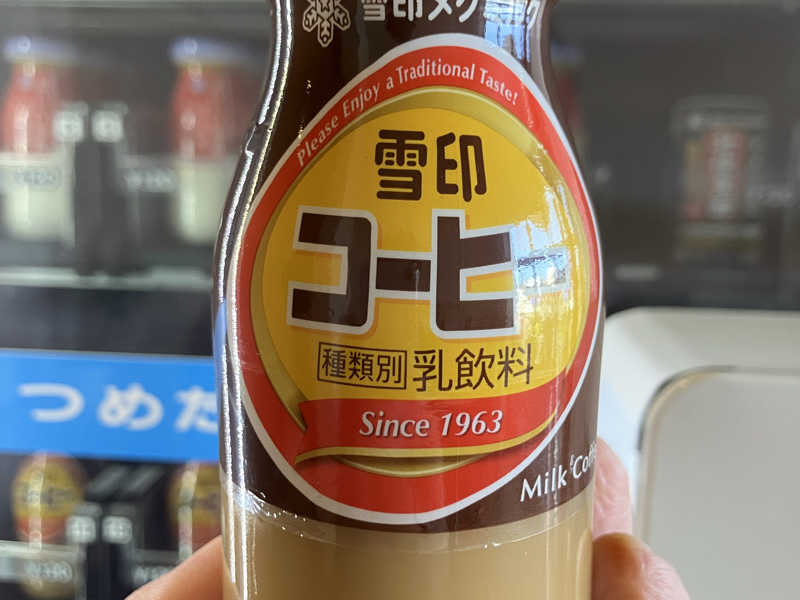 雪印メグミルク
Please Enjoy a Traditional Taste!
雪印
コーヒー
種類別 乳飲料
Since 1963
Milk Coffee
つめた